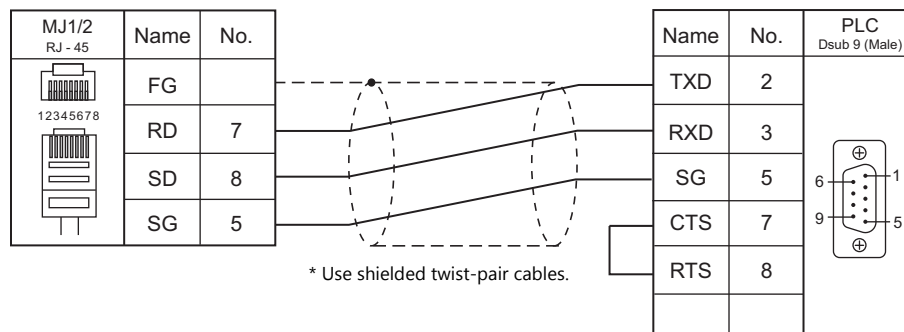 MJ1/2
RJ - 45
Name
No.
12345678
FG
RD 7
SD 8
SG 5
* Use shielded twist-pair cables.
Name
No.
PLC
Dsub 9 (Male)
TXD 2
RXD 3
SG 5
CTS 7
RTS 8
6
1
9
5